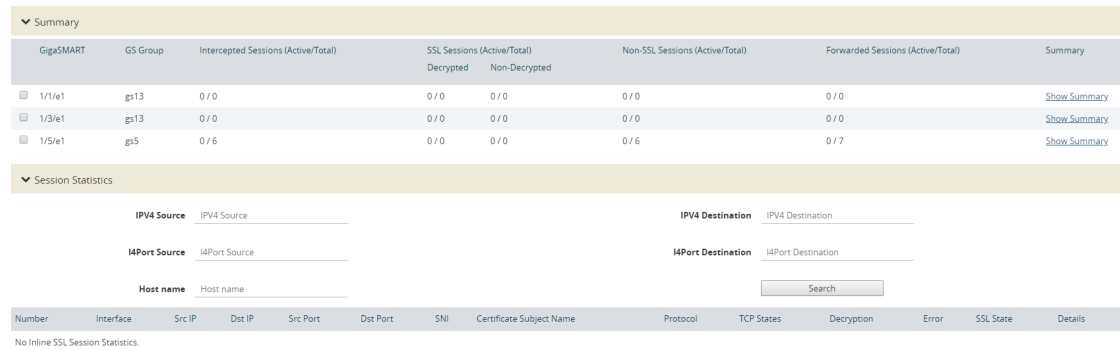 Summary
GigaSMART GS Group Intercepted Sessions (Active/Total) SSL Sessions (Active/Total) Non-SSL Sessions (Active/Total) Forwarded Sessions (Active/Total) Summary
Decrypted Non-Decrypted
1/1/e1 gs13 0 / 0 0 / 0 0 / 0 0 / 0 0 / 0 Show Summary
1/3/e1 gs13 0 / 0 0 / 0 0 / 0 0 / 0 0 / 0 Show Summary
1/5/e1 gs5 0 / 6 0 / 0 0 / 0 0 / 6 0 / 7 Show Summary
Session Statistics
IPV4 Source IPV4 Source IPV4 Destination IPV4 Destination
l4Port Source l4Port Source l4Port Destination l4Port Destination
Host name Host name Search
Number Interface Src IP Dst IP Src Port Dst Port SNI Certificate Subject Name Protocol TCP States Decryption Error SSL State Details
No Inline SSL Session Statistics.